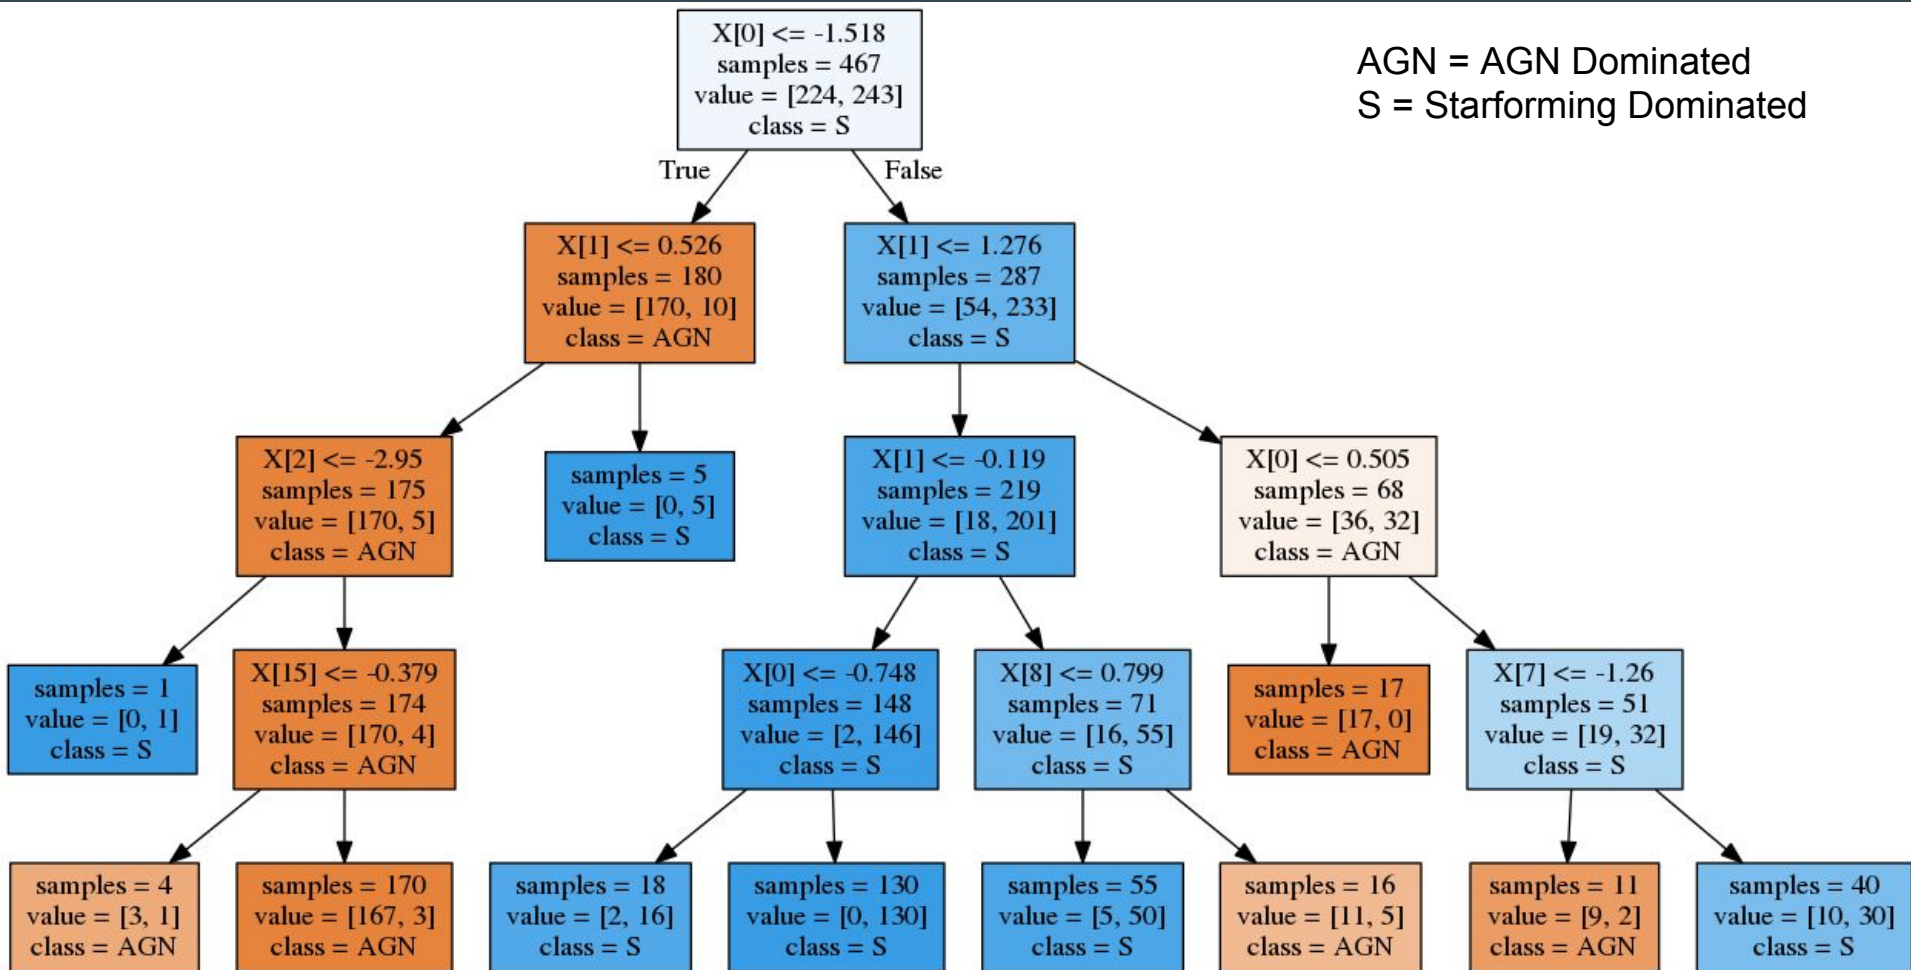 X[0] <= -1.518
samples = 467
value = [224, 243]
class = S
AGN = AGN Dominated
S = Starforming Dominated
True
False
X[1] <= 0.526
samples = 180
value = [170, 10]
class = AGN
X[1] <= 1.276
samples = 287
value = [54, 233]
class = S
X[2] <= -2.95
samples = 175
value = [170, 5]
class = AGN
samples = 5
value = [0, 5]
class = S
X[1] <= -0.119
samples = 219
value = [18, 201]
class = S
X[0] <= 0.505
samples = 68
value = [36, 32]
class = AGN
samples = 1
value = [0, 1]
class = S
X[15] <= -0.379
samples = 174
value = [170, 4]
class = AGN
X[0] <= -0.748
samples = 148
value = [2, 146]
class = S
X[8] <= 0.799
samples = 71
value = [16, 55]
class = S
samples = 17
value = [17, 0]
class = AGN
X[7] <= -1.26
samples = 51
value = [19, 32]
class = S
samples = 4
value = [3, 1]
class = AGN
samples = 170
value = [167, 3]
class = AGN
samples = 18
value = [2, 16]
class = S
samples = 130
value = [0, 130]
class = S
samples = 55
value = [5, 50]
class = S
samples = 16
value = [11, 5]
class = AGN
samples = 11
value = [9, 2]
class = AGN
samples = 40
value = [10, 30]
class = S